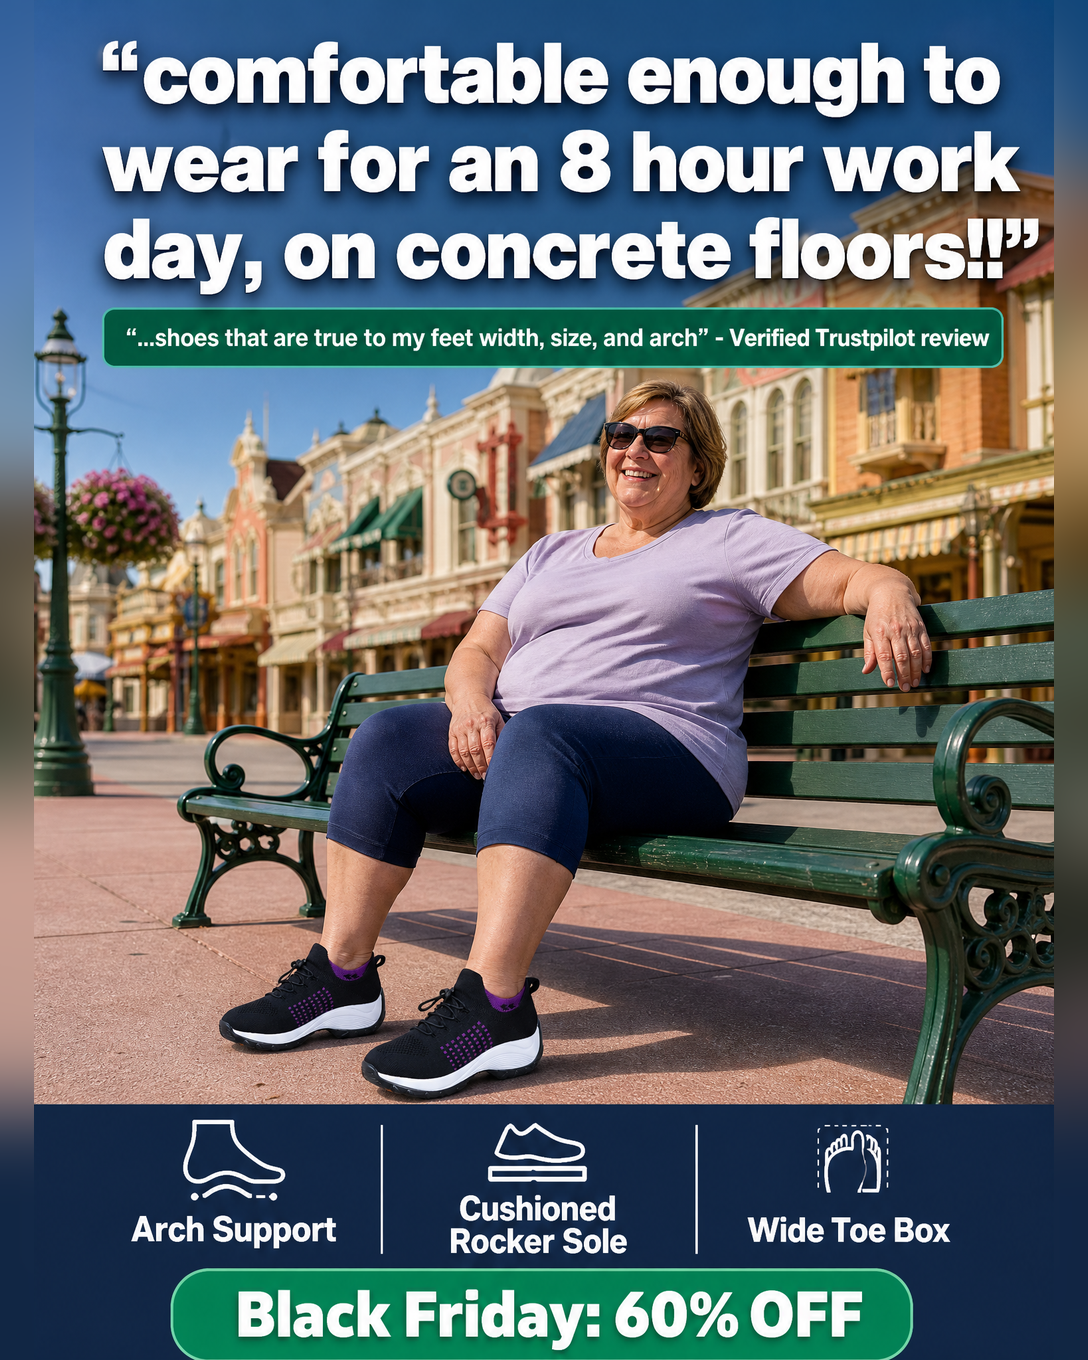 “comfortable enough to
wear for an 8 hour work
day, on concrete floors!!”
“...shoes that are true to my feet width, size, and arch” - Verified Trustpilot review
Arch Support
Cushioned
Rocker Sole
Wide Toe Box
Black Friday: 60% OFF